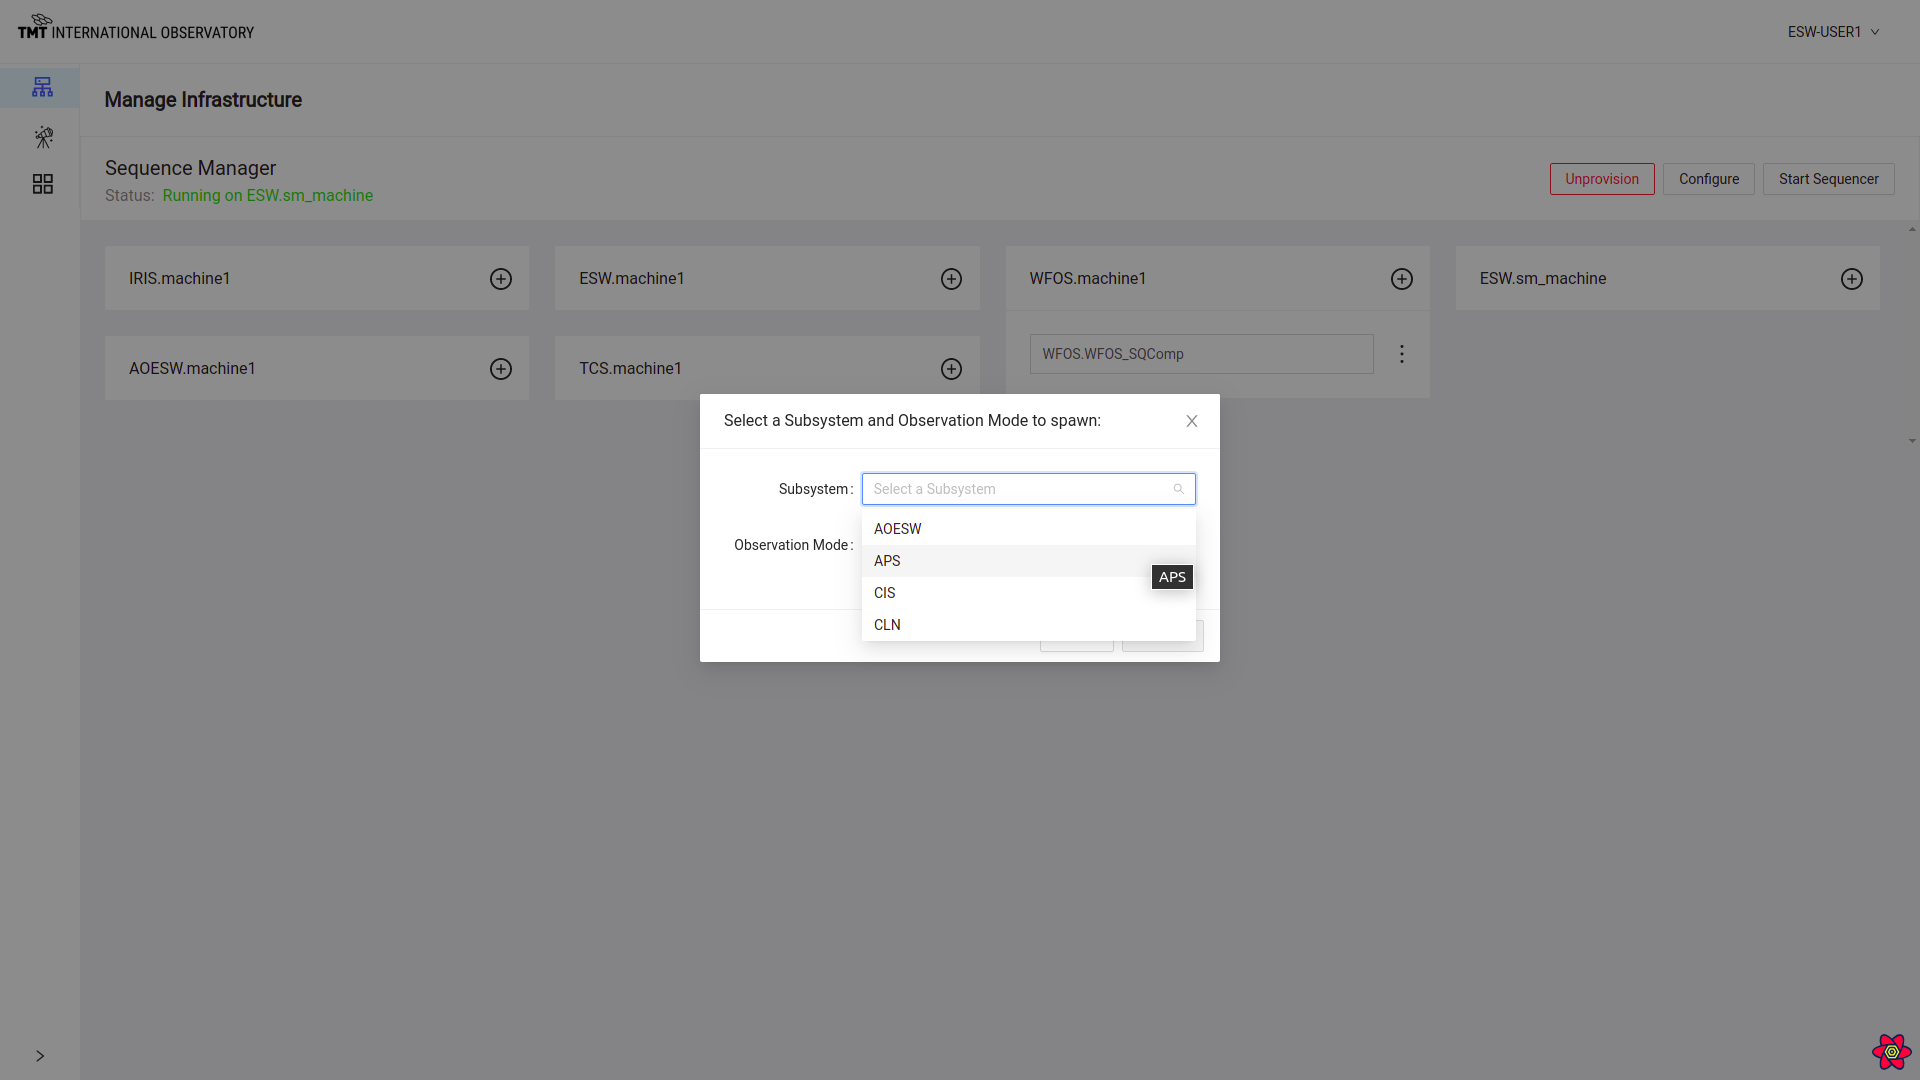 TMT INTERNATIONAL OBSERVATORY
ESW-USER1
Manage Infrastructure
Sequence Manager
Status: Running on ESW.sm_machine
Unprovision
Configure
Start Sequencer
IRIS.machine1
ESW.machine1
WFOS.machine1
ESW.sm_machine
WFOS.WFOS_SQComp
AOESW.machine1
TCS.machine1
Select a Subsystem and Observation Mode to spawn:
Subsystem:
Select a Subsystem
Observation Mode:
AOESW
APS
APS
CIS
CLN